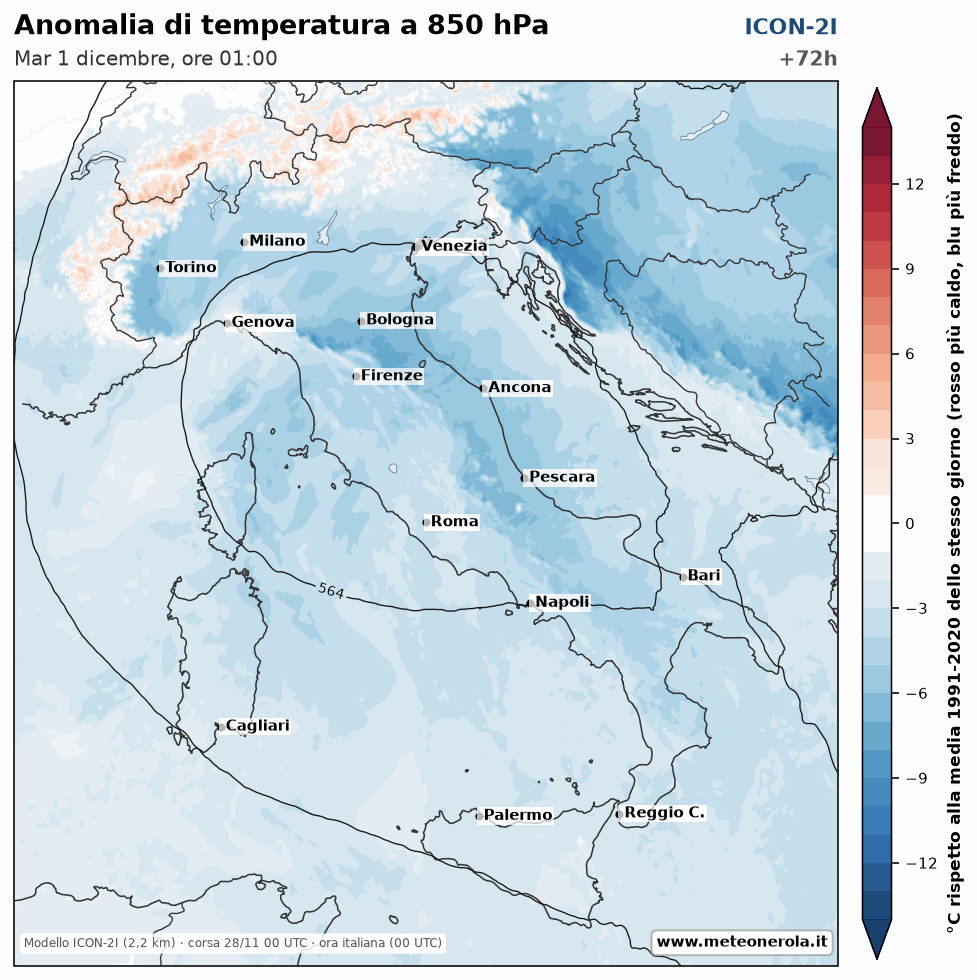 Anomalia di temperatura a 850 hPa
ICON-2I
Mar 1 dicembre, ore 01:00
+72h
Milano
Venezia
Torino
Genova
Bologna
Firenze
Ancona
Pescara
Roma
Bari
564
Napoli
Cagliari
Palermo
Reggio C.
12
9
6
3
0
−3
−6
−9
−12
°C rispetto alla media 1991-2020 dello stesso giorno (rosso più caldo, blu più freddo)
Modello ICON-2I (2,2 km) · corsa 28/11 00 UTC · ora italiana (00 UTC)
www.meteonerola.it